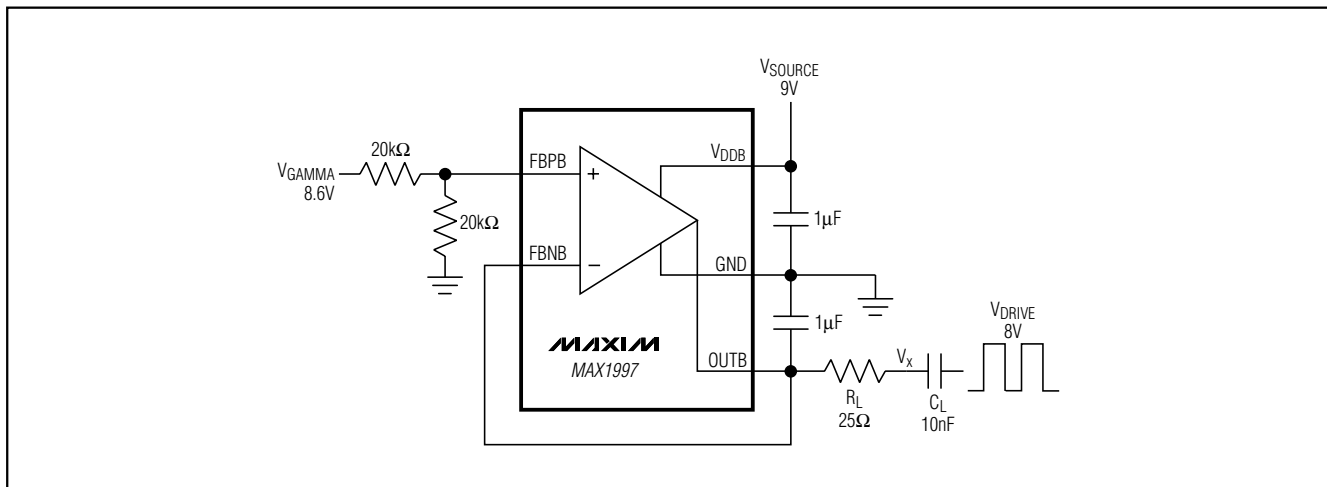 VSOURCE
9V
20kΩ
FBPB
VDDB
VGAMMA
8.6V
+
20kΩ
1µF
FBNB
−
GND
1µF
VDRIVE
8V
MAXIM
MAX1997
OUTB
Vx
RL
25Ω
CL
10nF